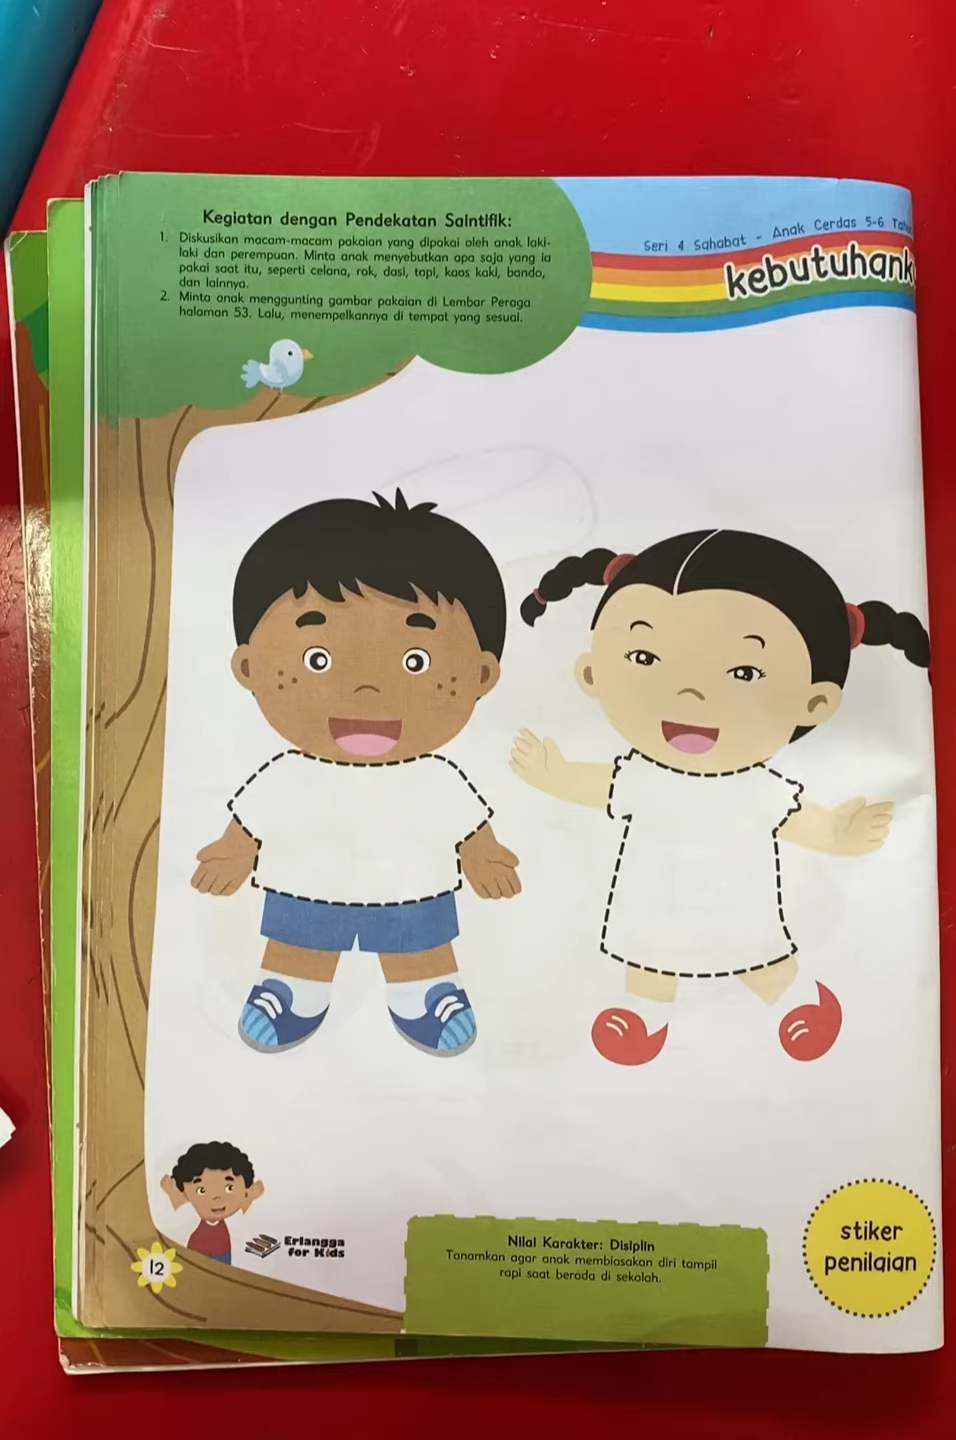 Kegiatan dengan Pendekatan Saintifik:
1. Diskusikan macam-macam pakaian yang dipakai oleh anak laki-
laki dan perempuan. Minta anak menyebutkan apa saja yang ia
pakai saat itu, seperti celana, rok, dasi, topi, kaos kaki, bando,
dan lainnya.
2. Minta anak menggunting gambar pakaian di Lembar Peraga
halaman 53. Lalu, menempelkannya di tempat yang sesuai.
Seri 4 Sahabat - Anak Cerdas 5-6
kebutuhank
Erlangga
for Kids
12
Nilai Karakter: Disiplin
Tanamkan agar anak membiasakan diri tampil
rapi saat berada di sekolah.
stiker
penilaian